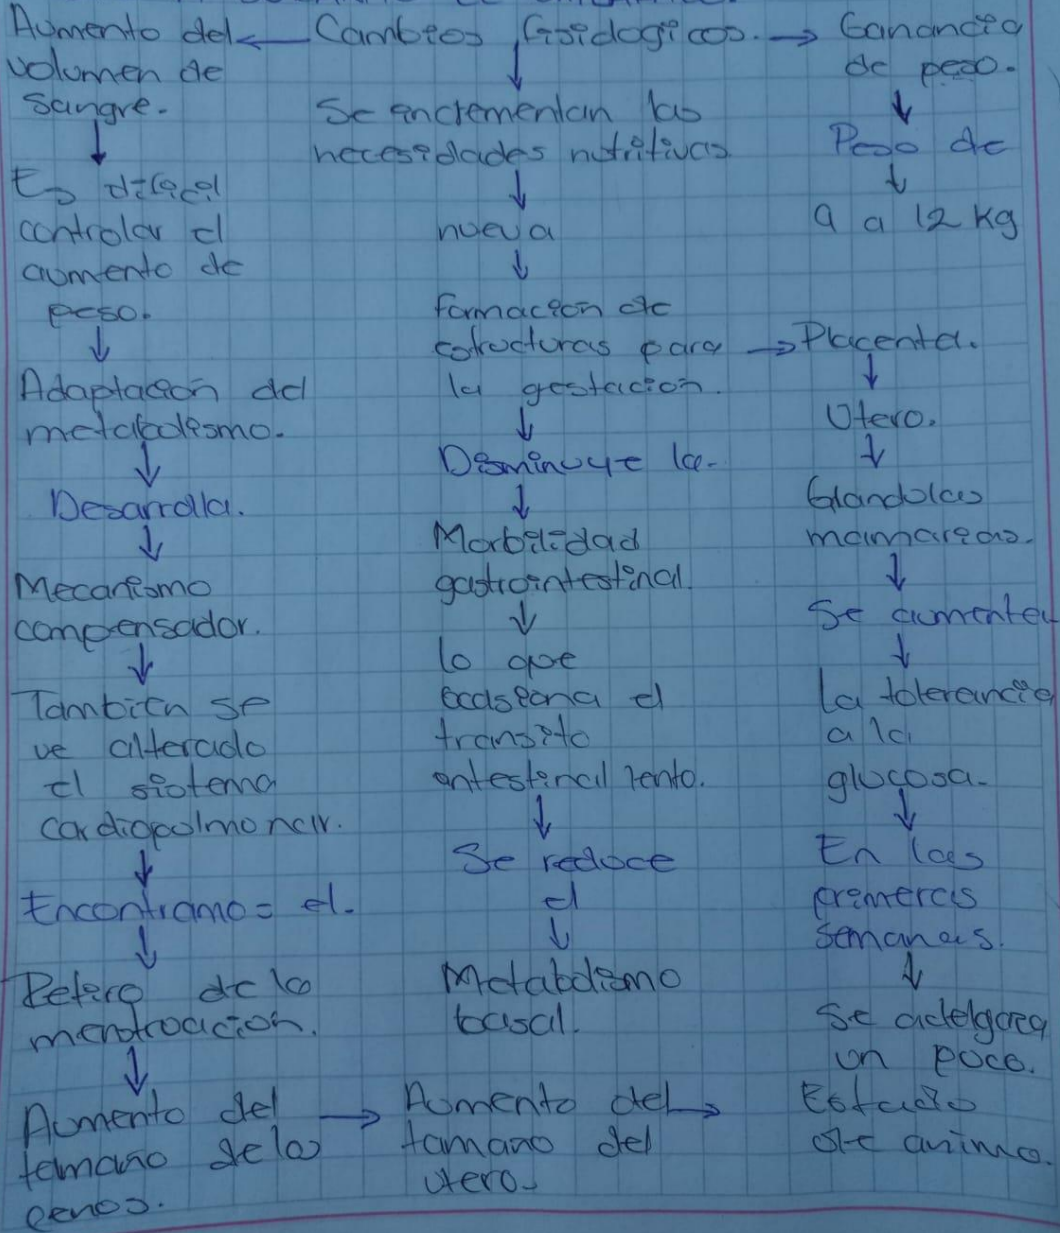 Cambios fisiologicos.
Aumento del
volumen de
sangre.
Es dificil
controlar el
aumento de
peso.
Adaptacion del
metabolismo.
Desarrolla.
Mecanismo
compensador.
Tambien se
ve alterado
el sistema
cardiopolmonar.
Encontramos el.
Retiro de la
menstroacion.
Aomento del
tamaño de los
cenos.
Aomento del
tamaño del
utero.
Estado
de animo.
Se incrementan las
necesidades nutritivas
nueva
formacion de
estructuras para
la gestacion.
Disminuye la.
Morbilidad
gastrointestinal.
lo que
ocasiona el
transito
intestinal lento.
Se reduce
el
Metabolismo
basal.
Placenta.
Utero.
Glandulas
mamarias.
Se aumenta
la tolerancia
a la
glucosa.
En las
primeras
semanas.
Se adelgaza
un poco.
Ganancia
de peso.
Peso de
9 a 12 Kg